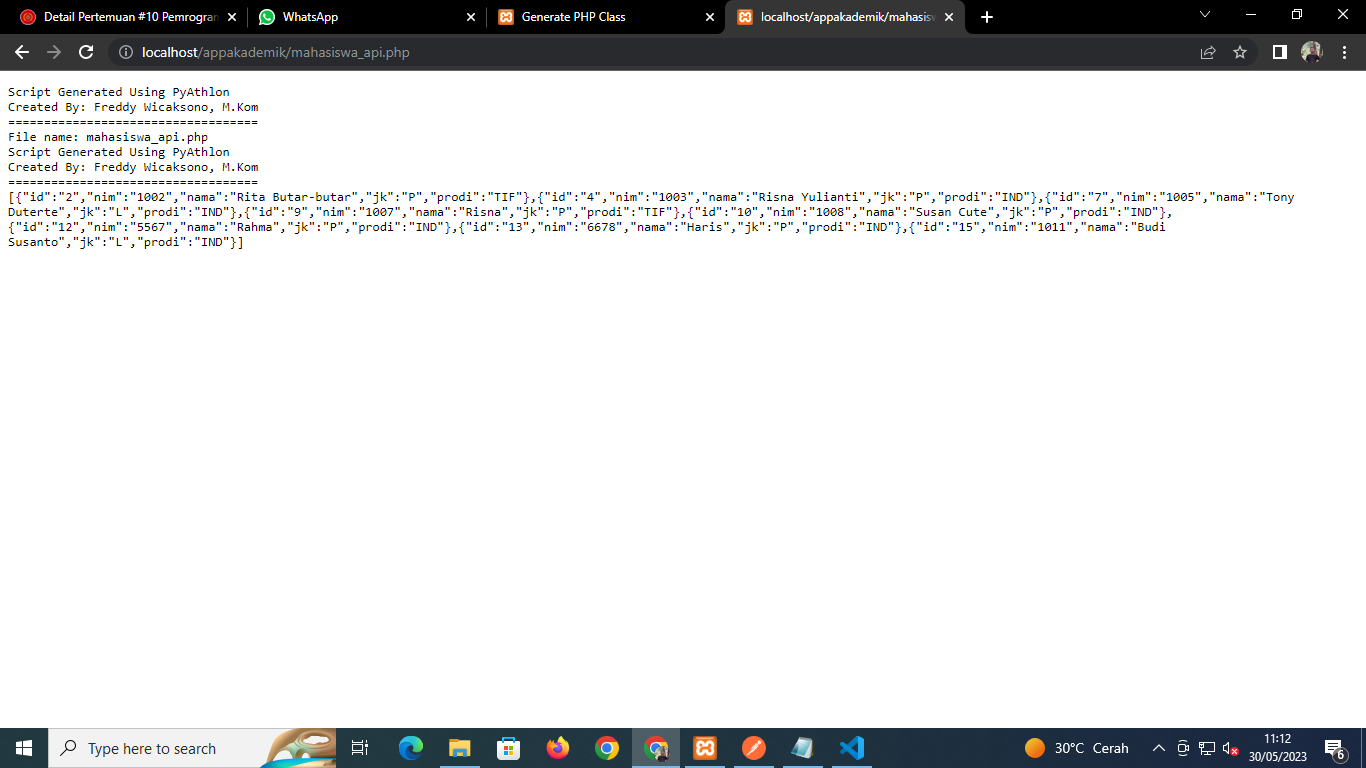 Detail Pertemuan #10 Pemrogran
WhatsApp
Generate PHP Class
localhost/appakademik/mahasisw
localhost/appakademik/mahasiswa_api.php
Script Generated Using PyAthlon
Created By: Freddy Wicaksono, M.Kom
===================================
File name: mahasiswa_api.php
Script Generated Using PyAthlon
Created By: Freddy Wicaksono, M.Kom
===================================
[{"id":"2","nim":"1002","nama":"Rita Butar-butar","jk":"P","prodi":"TIF"},{"id":"4","nim":"1003","nama":"Risna Yulianti","jk":"P","prodi":"IND"},{"id":"7","nim":"1005","nama":"Tony
Duterte","jk":"L","prodi":"IND"},{"id":"9","nim":"1007","nama":"Risna","jk":"P","prodi":"TIF"},{"id":"10","nim":"1008","nama":"Susan Cute","jk":"P","prodi":"IND"},
{"id":"12","nim":"5567","nama":"Rahma","jk":"P","prodi":"IND"},{"id":"13","nim":"6678","nama":"Haris","jk":"P","prodi":"IND"},{"id":"15","nim":"1011","nama":"Budi
Susanto","jk":"L","prodi":"IND"}]
Type here to search
30°C Cerah
11:12
30/05/2023
6